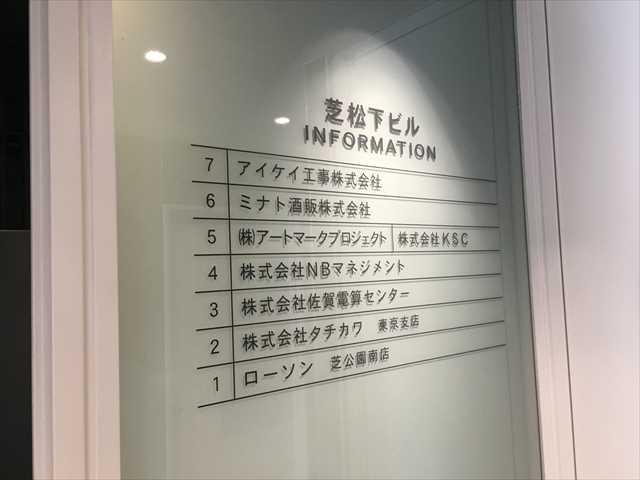 芝松下ビル
INFORMATION
7 アイケイ工事株式会社
6 ミナト酒販株式会社
5 ㈱アートマークプロジェクト 株式会社KSC
4 株式会社NBマネジメント
3 株式会社佐賀電算センター
2 株式会社タチカワ 東京支店
1 ローソン 芝公園南店